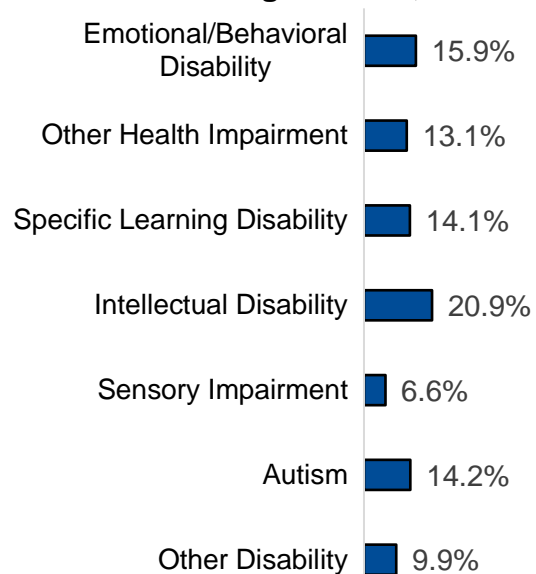 Emotional/Behavioral
Disability
15.9%
Other Health Impairment
13.1%
Specific Learning Disability
14.1%
Intellectual Disability
20.9%
Sensory Impairment
6.6%
Autism
14.2%
Other Disability
9.9%